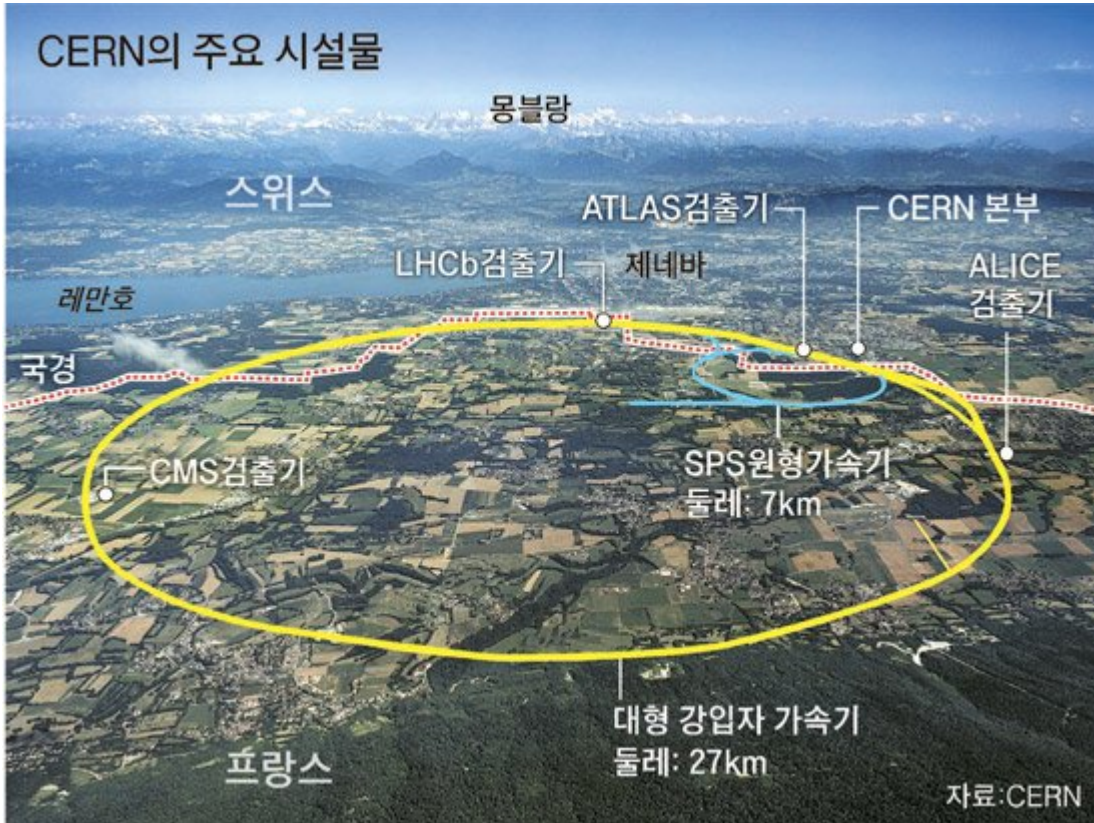 CERN의 주요 시설물
몽블랑
스위스
ATLAS검출기
CERN 본부
LHCb검출기
제네바
ALICE
검출기
레만호
국경
CMS검출기
SPS원형가속기
둘레: 7km
대형 강입자 가속기
둘레: 27km
프랑스
자료:CERN